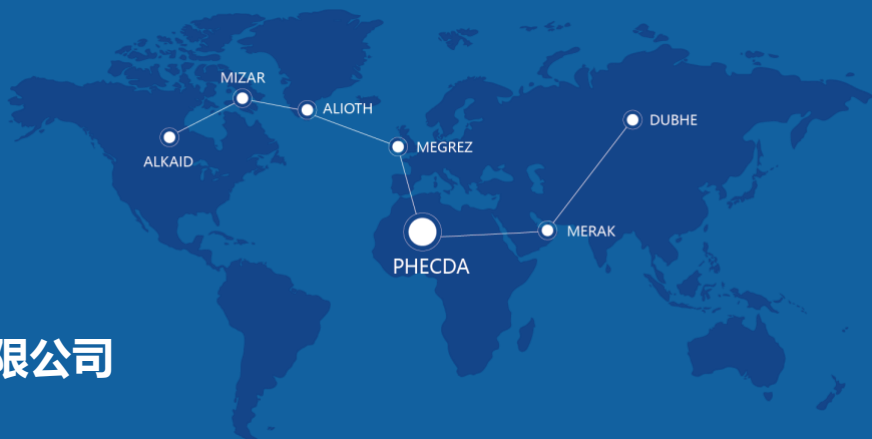 MIZAR
ALIOTH
ALKAID
MEGREZ
DUBHE
MERAK
PHECDA
限公司